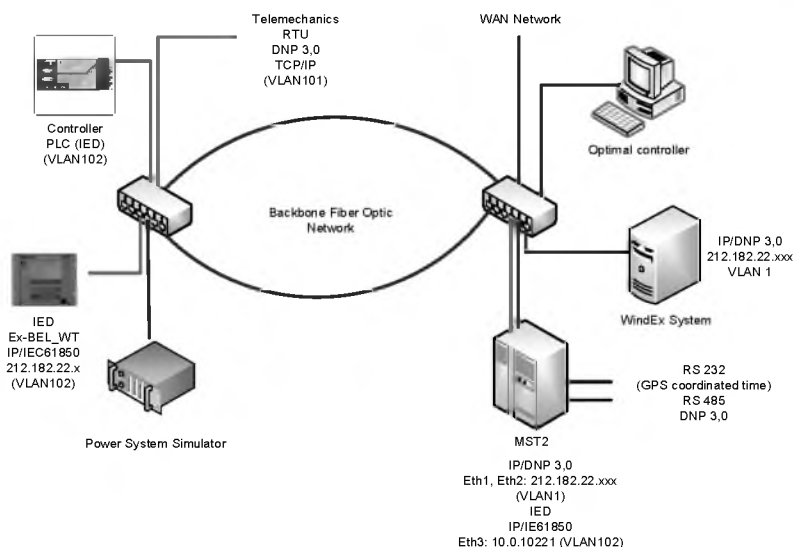 Telemechanics
RTU
DNP 3,0
TCP/IP
(VLAN101)
WAN Network
Controller
PLC (IED)
(VLAN102)
Optimal controller
Backbone Fiber Optic
Network
IP/DNP 3,0
212.182.22.xxx
VLAN 1
WindEx System
IED
Ex-BEL_WT
IP/IEC61850
212.182.22.x
(VLAN102)
Power System Simulator
RS 232
(GPS coordinated time)
RS 485
DNP 3,0
MST2
IP/DNP 3,0
Eth1, Eth2: 212.182.22.xxx
(VLAN1)
IED
IP/IE61850
Eth3: 10.0.10221 (VLAN102)